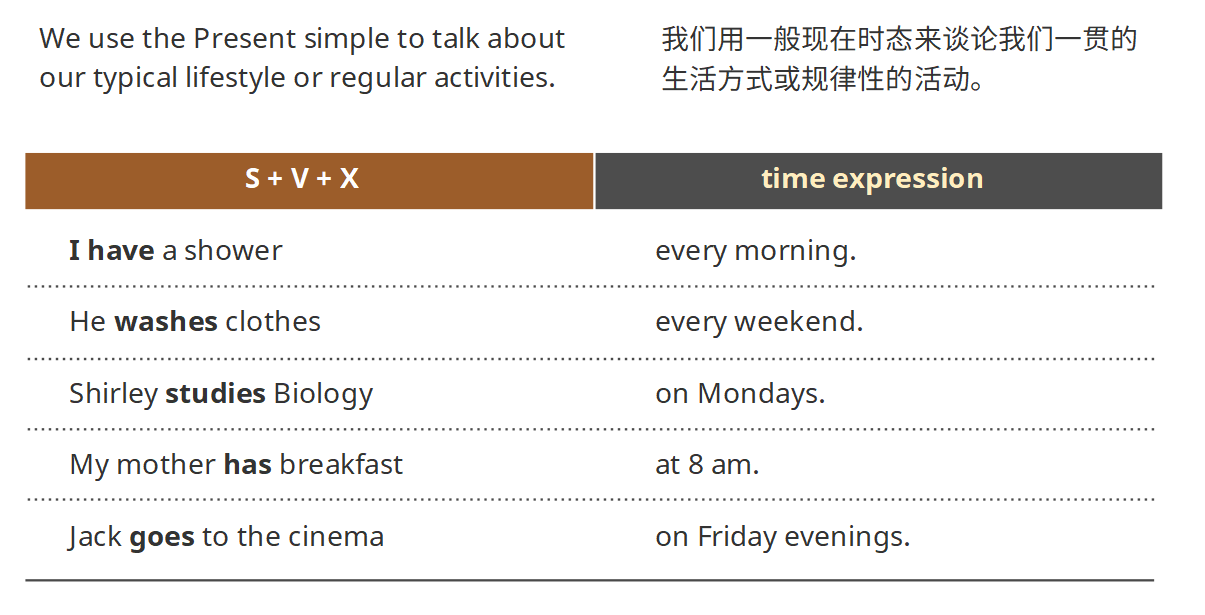 We use the Present simple to talk about
our typical lifestyle or regular activities.
我们用一般现在时态来谈论我们一贯的
生活方式或规律性的活动。
S + V + X time expression
I have a shower every morning.
He washes clothes every weekend.
Shirley studies Biology on Mondays.
My mother has breakfast at 8 am.
Jack goes to the cinema on Friday evenings.